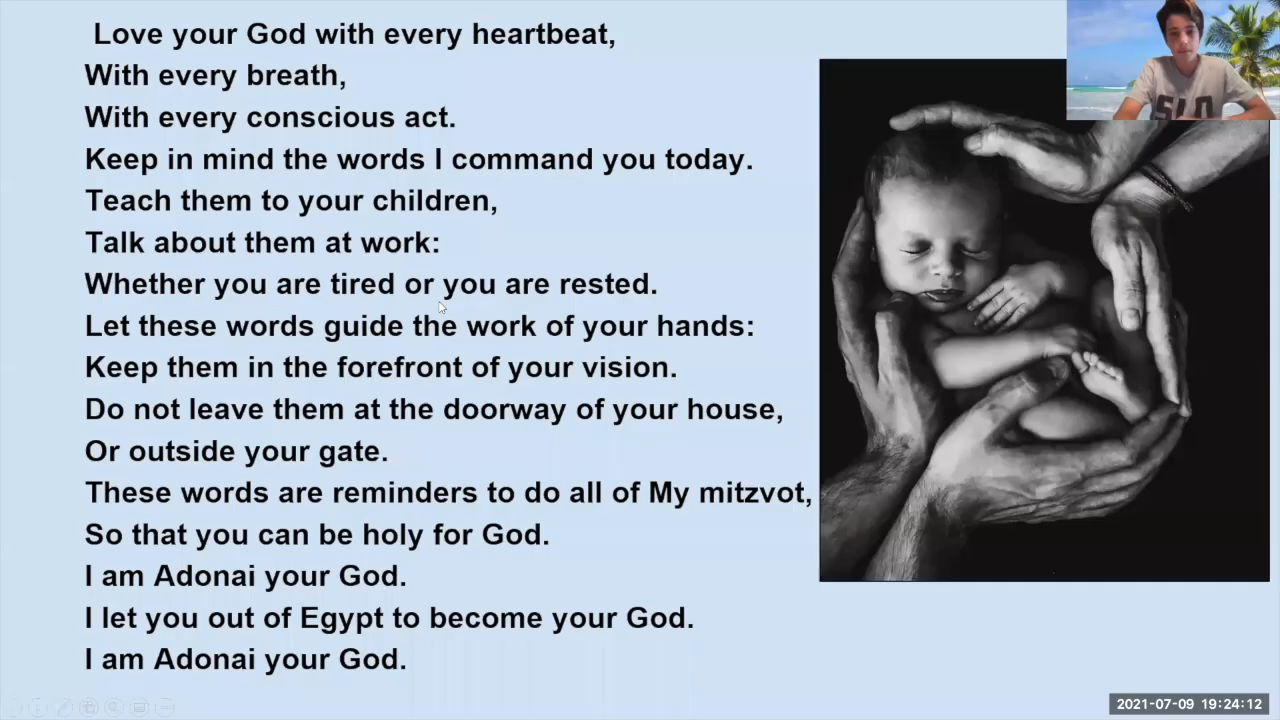 Love your God with every heartbeat,
With every breath,
With every conscious act.
Keep in mind the words I command you today.
Teach them to your children,
Talk about them at work:
Whether you are tired or you are rested.
Let these words guide the work of your hands:
Keep them in the forefront of your vision.
Do not leave them at the doorway of your house,
Or outside your gate.
These words are reminders to do all of My mitzvot,
So that you can be holy for God.
I am Adonai your God.
I let you out of Egypt to become your God.
I am Adonai your God.
2021-07-09 19:24:12